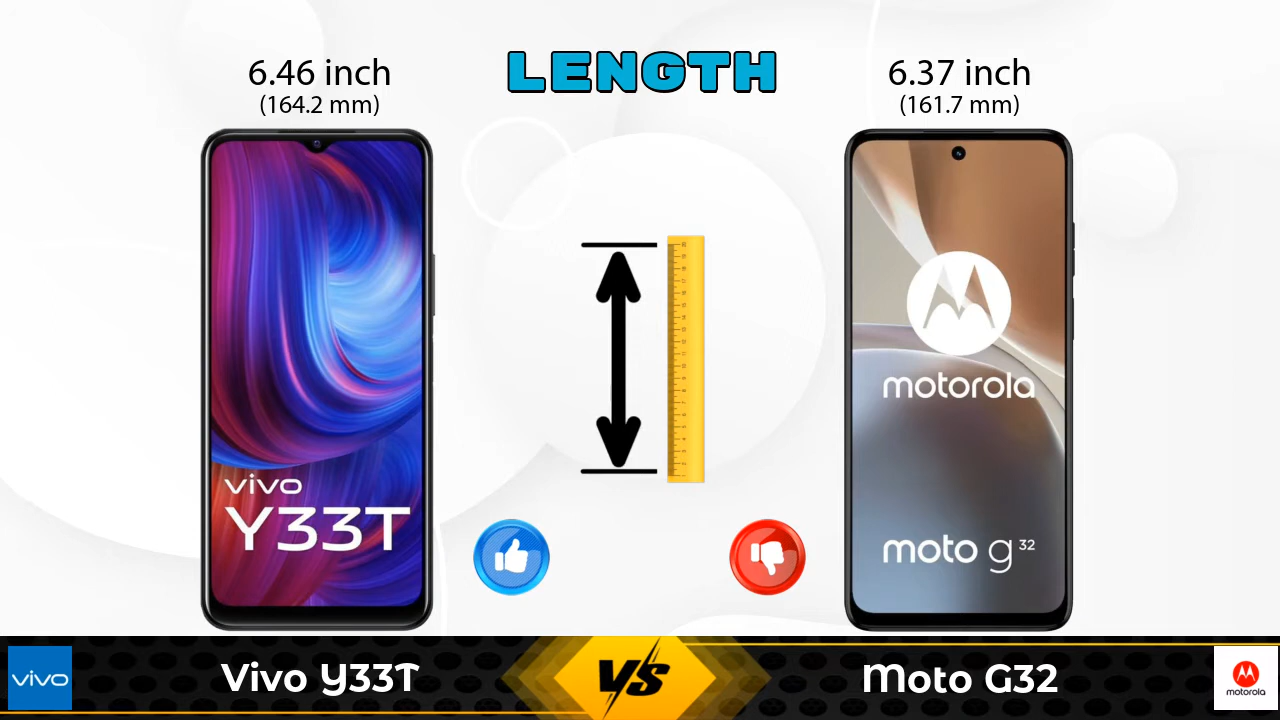 LENGTH
6.46 inch
(164.2 mm)
6.37 inch
(161.7 mm)
vivo
Y33T
motorola
moto g 32
vivo
Vivo Y33T
VS
Moto G32
motorola